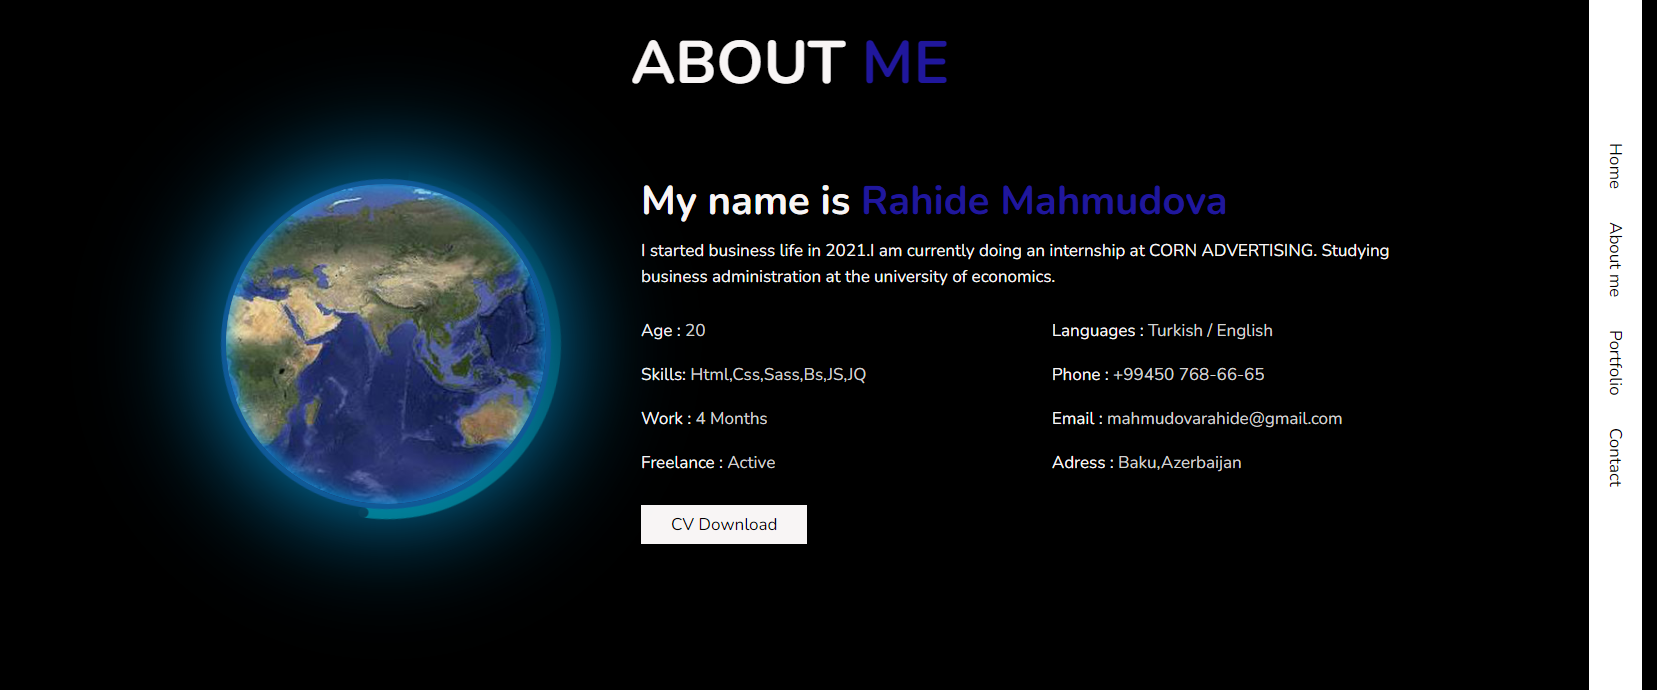 ABOUT ME
My name is Rahide Mahmudova
I started business life in 2021.I am currently doing an internship at CORN ADVERTISING. Studying
business administration at the university of economics.
Age : 20
Languages : Turkish / English
Skills: Html,Css,Sass,Bs,JS,JQ
Phone : +99450 768-66-65
Work : 4 Months
Email : mahmudovarahide@gmail.com
Freelance : Active
Adress : Baku,Azerbaijan
CV Download
Home
About me
Portfolio
Contact